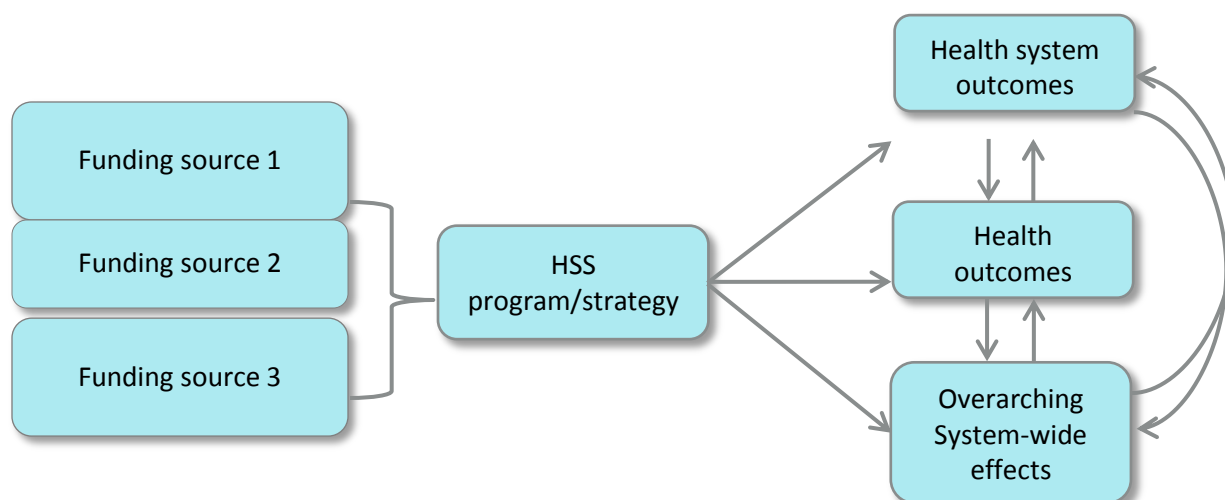 Funding source 1
Funding source 2
Funding source 3
HSS
program/strategy
Health system
outcomes
Health
outcomes
Overarching
System-wide
effects